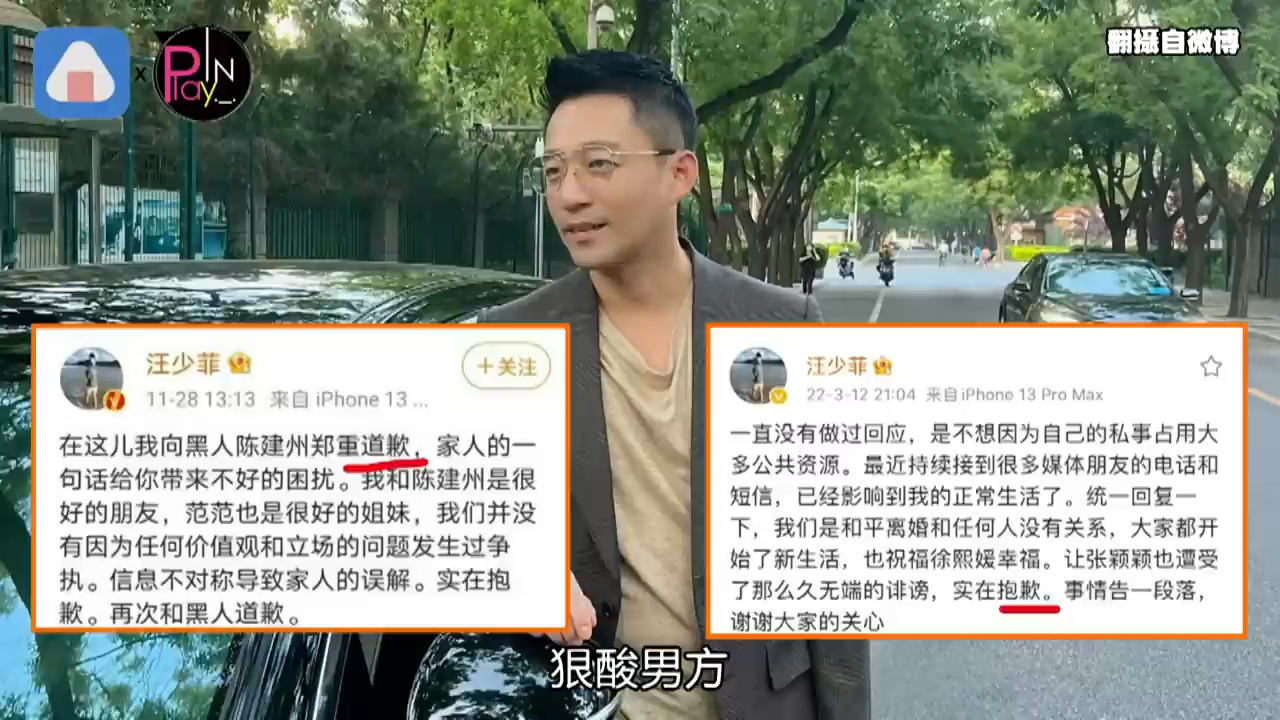 Play IN
x
翻攝自微博
汪少菲
11-28 13:13 来自 iPhone 13 ...
+关注
在这儿我向黑人陈建州郑重道歉，家人的一
句话给你带来不好的困扰。我和陈建州是很
好的朋友，范范也是很好的姐妹，我们并没
有因为任何价值观和立场的问题发生过争
执。信息不对称导致家人的误解。实在抱
歉。再次和黑人道歉。
汪少菲
22-3-12 21:04 来自 iPhone 13 Pro Max
一直没有做过回应，是不想因为自己的私事占用大
多公共资源。最近持续接到很多媒体朋友的电话和
短信，已经影响到我的正常生活了。统一回复一
下，我们是和平离婚和任何人没有关系，大家都开
始了新生活，也祝福徐熙媛幸福。让张颖颖也遭受
了那么久无端的诽谤，实在抱歉。事情告一段落，
谢谢大家的关心
狠酸男方